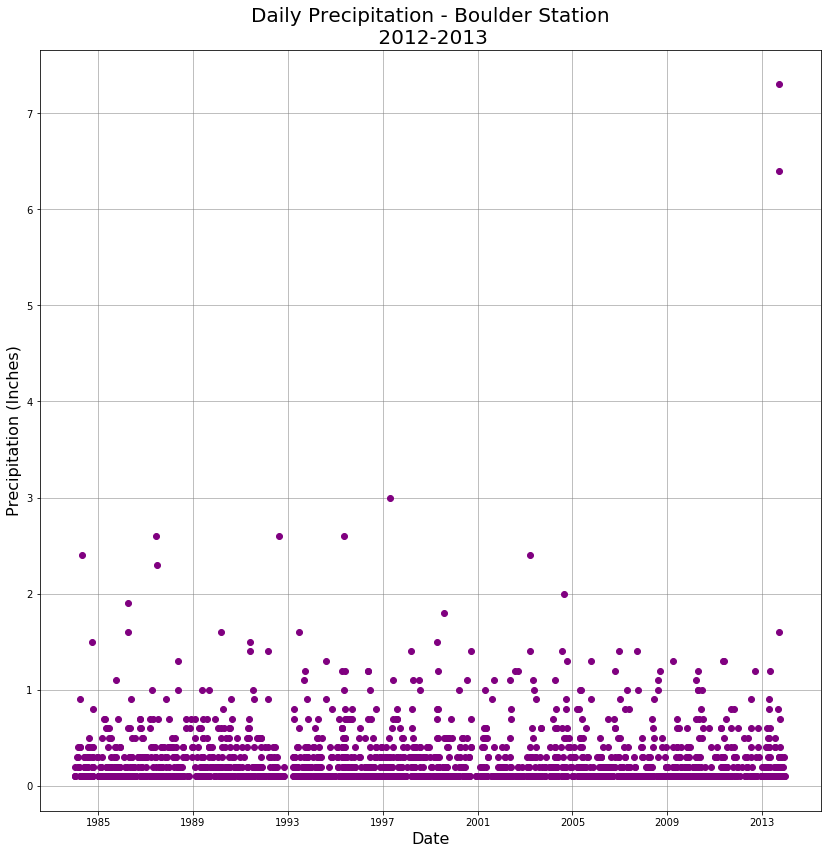 Daily Precipitation - Boulder Station
2012-2013
Precipitation (Inches)
7
6
5
4
3
2
1
0
1985 1989 1993 1997 2001 2005 2009 2013
Date